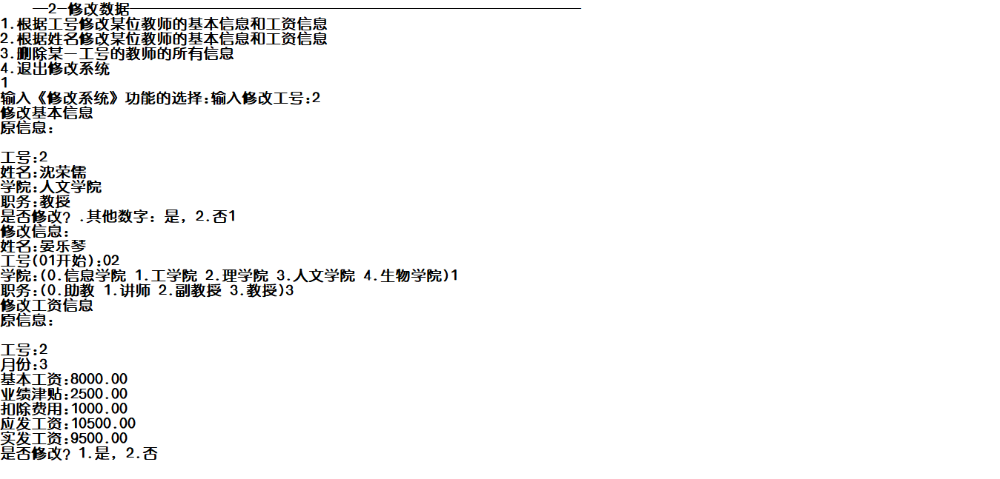 —2-修改数据—————————————————————————————
1.根据工号修改某位教师的基本信息和工资信息
2.根据姓名修改某位教师的基本信息和工资信息
3.删除某一工号的教师的所有信息
4.退出修改系统
1
输入《修改系统》功能的选择:输入修改工号:2
修改基本信息
原信息:
工号:2
姓名:沈荣儒
学院:人文学院
职务:教授
是否修改? .其他数字: 是, 2.否1
修改信息:
姓名:晏乐琴
工号(01开始):02
学院:(0.信息学院 1.工学院 2.理学院 3.人文学院 4.生物学院)1
职务:(0.助教 1.讲师 2.副教授 3.教授)3
修改工资信息
原信息:
工号:2
月份:3
基本工资:8000.00
业绩津贴:2500.00
扣除费用:1000.00
应发工资:10500.00
实发工资:9500.00
是否修改? 1.是, 2.否